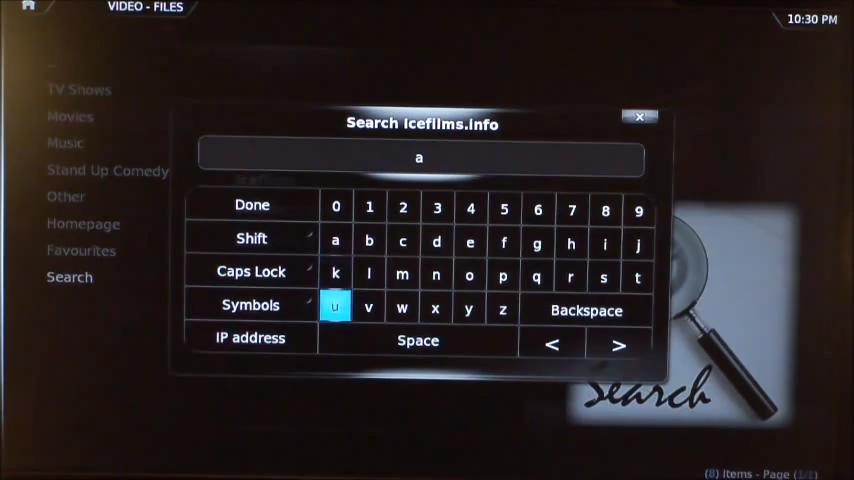 VIDEO - FILES
10:30 PM
..
TV Shows
Movies
Music
Stand Up Comedy
Other
Homepage
Favourites
Search
Search Icefilms.info
a
Done 0 1 2 3 4 5 6 7 8 9
Shift a b c d e f g h i j
Caps Lock k l m n o p q r s t
Symbols u v w x y z Backspace
IP address Space < >
Search
(8) Items - Page (1/1)